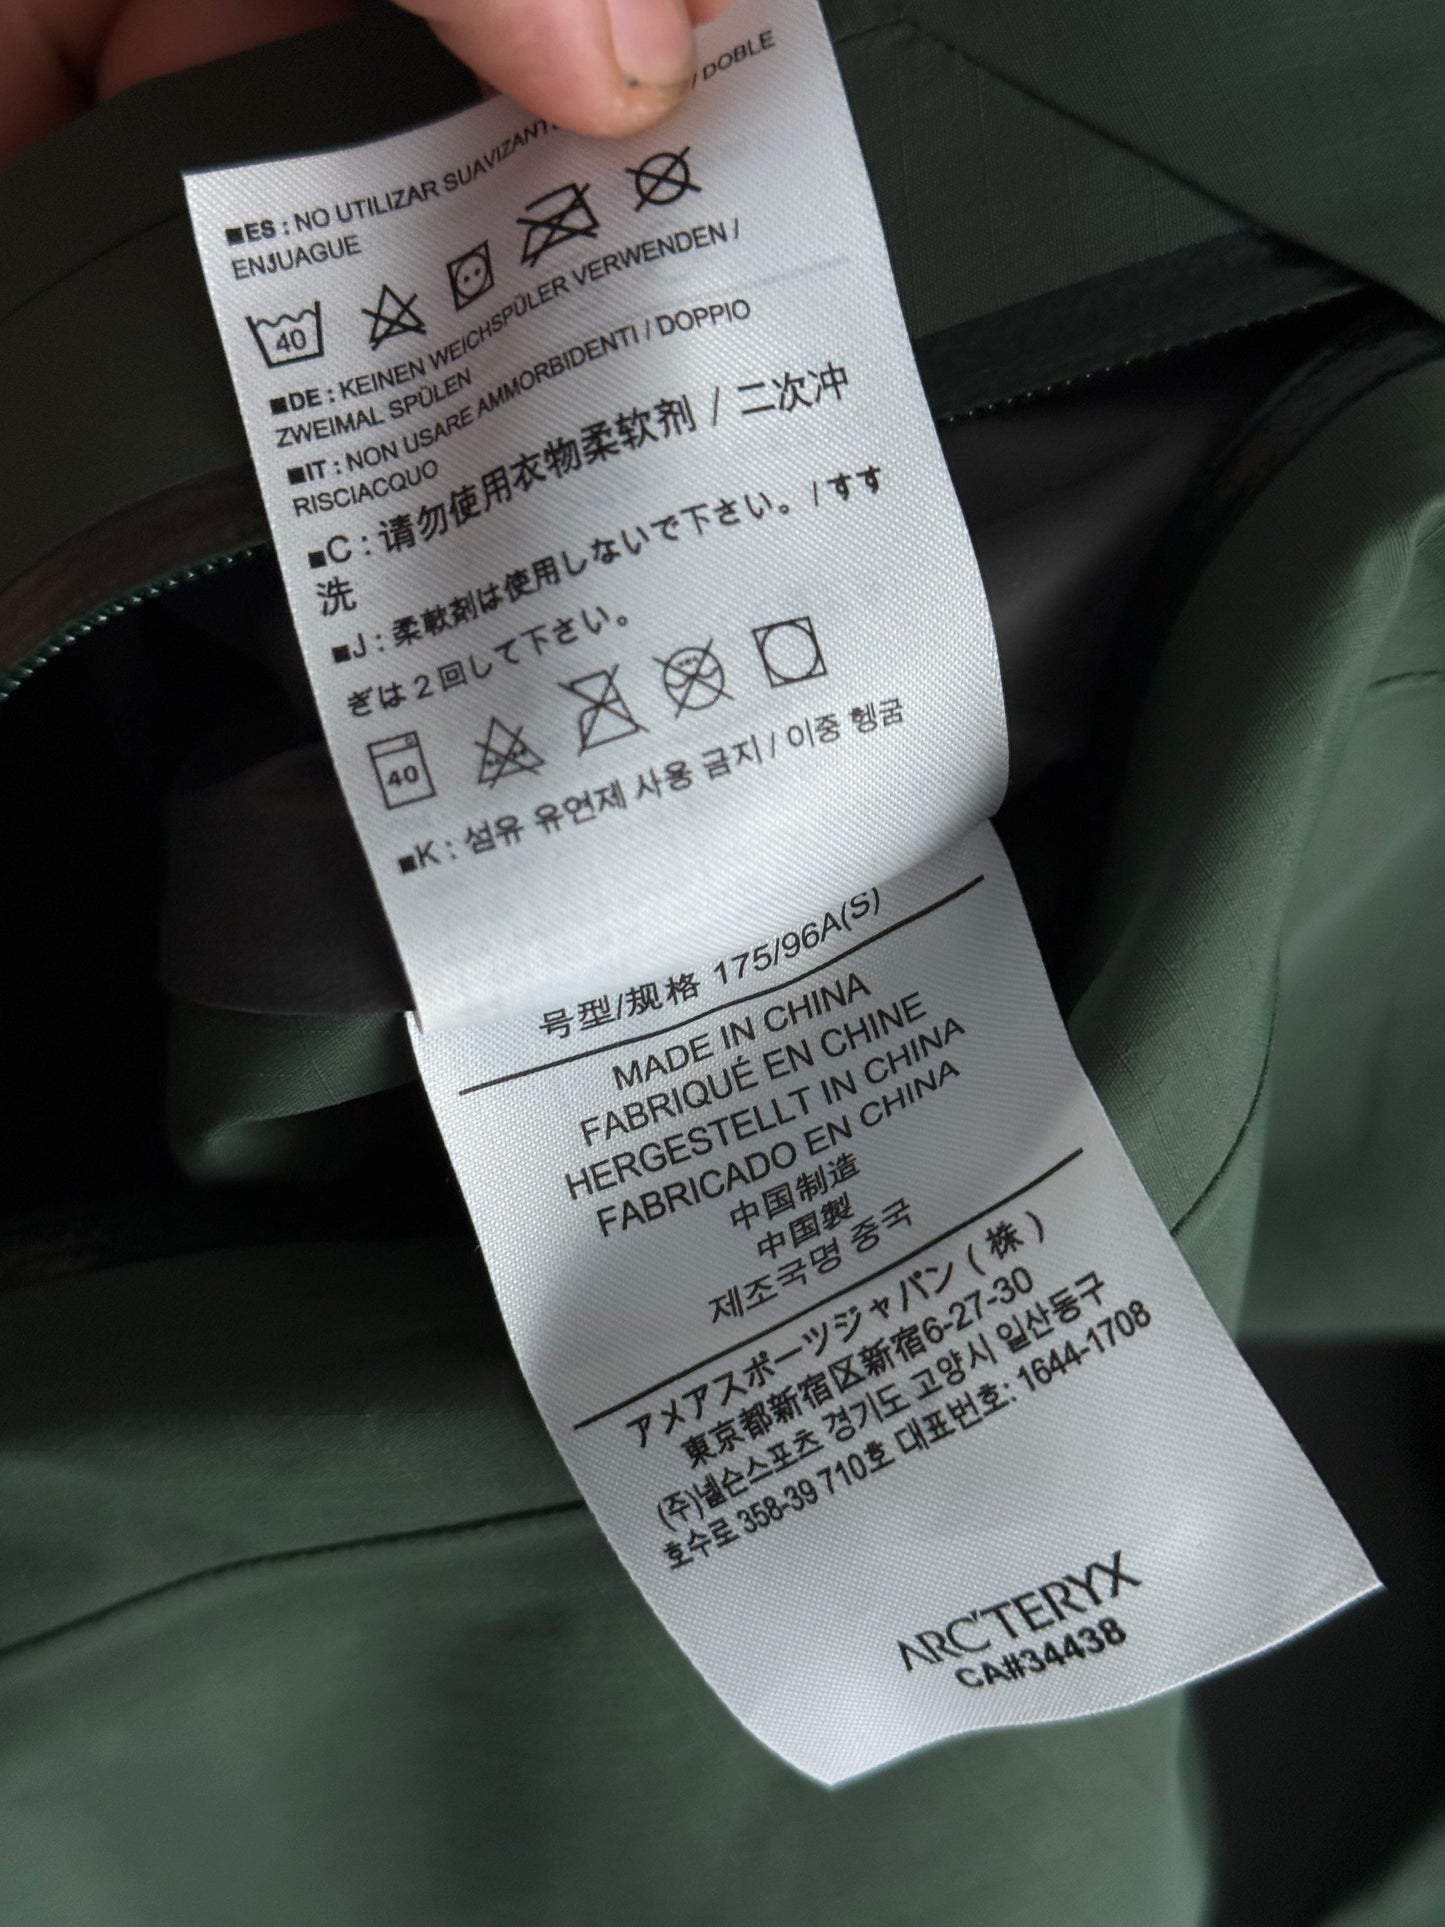 ■ES : NO UTILIZAR SUAVIZANTE / DOBLE
ENJUAGUE
40
■DE : KEINEN WEICHSPÜLER VERWENDEN /
ZWEIMAL SPÜLEN
■IT : NON USARE AMMORBIDENTI / DOPPIO
RISCIACQUO
■C : 请勿使用衣物柔软剂 / 二次冲
洗
■J : 柔軟剤は使用しないで下さい。/ すす
ぎは2回して下さい。
40
■K : 섬유 유연제 사용 금지 / 이중 헹굼
号型/规格 175/96A(S)
MADE IN CHINA
FABRIQUÉ EN CHINE
HERGESTELLT IN CHINA
FABRICADO EN CHINA
中国制造
中国製
제조국명 중국
アメアスポーツジャパン ( 株 )
東京都新宿区新宿6-27-30
(주)넬슨스포츠 경기도 고양시 일산동구
호수로 358-39 710호 대표번호: 1644-1708
ARC'TERYX
CA#34438